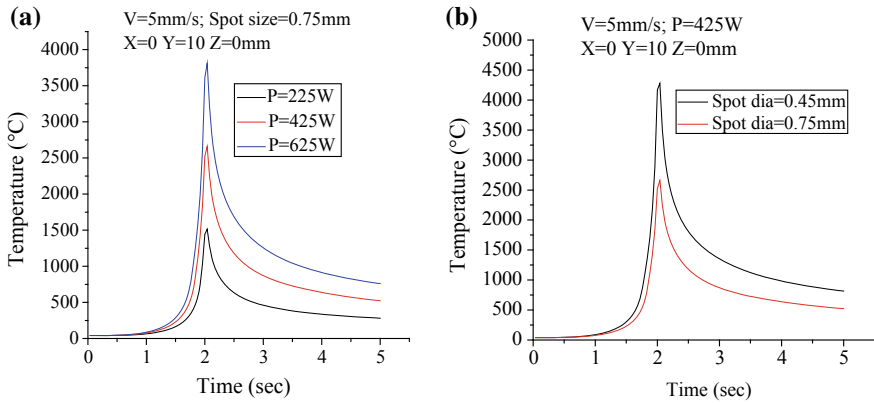 (a)
V=5mm/s; Spot size=0.75mm
X=0 Y=10 Z=0mm
P=225W
P=425W
P=625W
Temperature (°C)
4000
3500
3000
2500
2000
1500
1000
500
0
0
1
2
3
4
5
Time (sec)
(b)
V=5mm/s; P=425W
X=0 Y=10 Z=0mm
Spot dia=0.45mm
Spot dia=0.75mm
Temperature (°C)
5000
4500
4000
3500
3000
2500
2000
1500
1000
500
0
0
1
2
3
4
5
Time (sec)